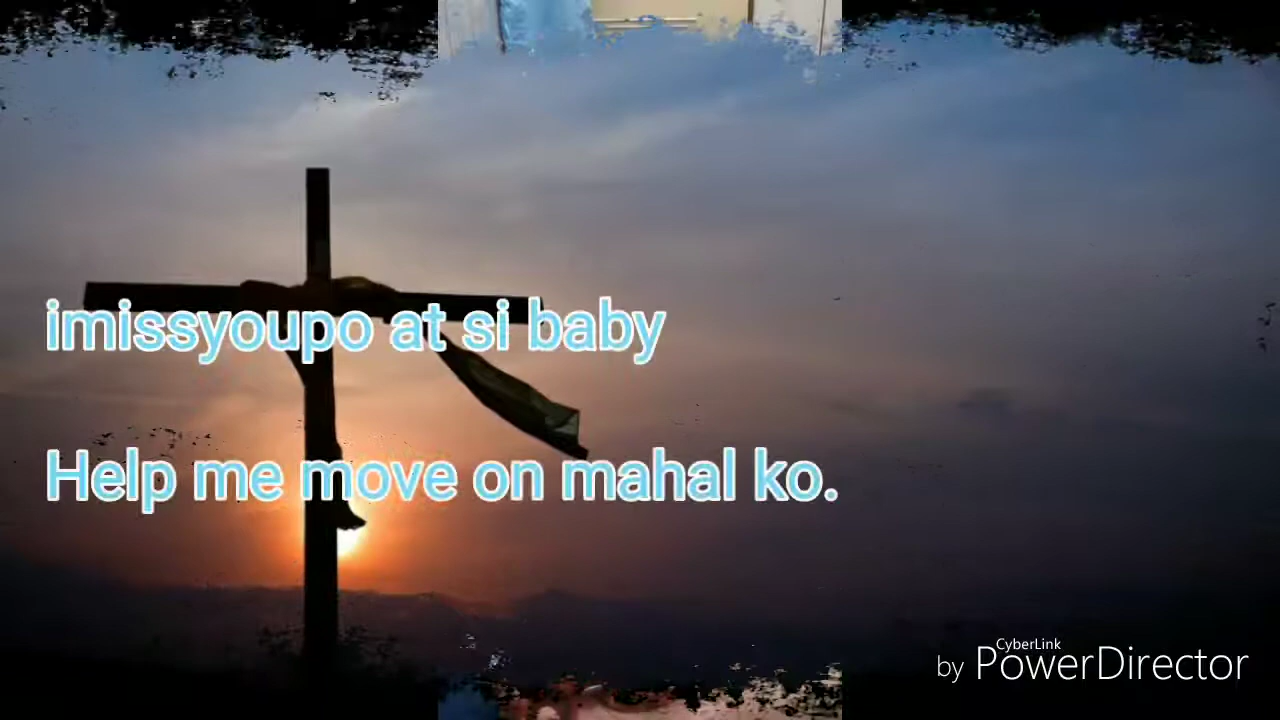 imissyoupo at si baby
Help me move on mahal ko.
CyberLink
by PowerDirector